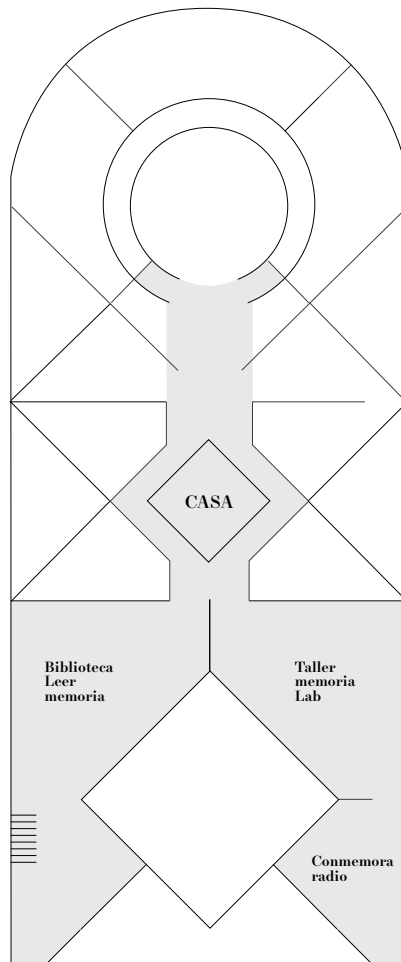 CASA
Biblioteca
Leer
memoria
Taller
memoria
Lab
Conmemora
radio